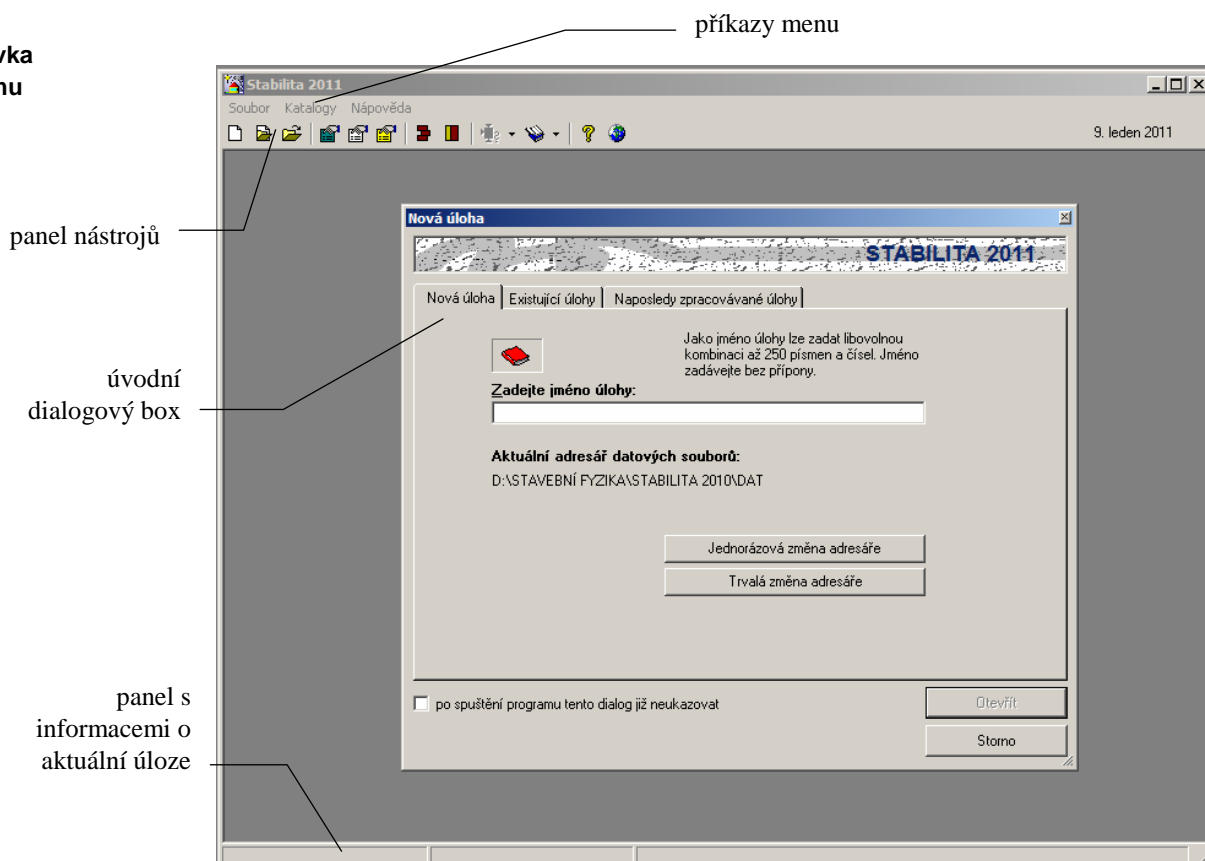 příkazy menu
Stabilita 2011
Soubor Katalogy Nápověda
9. leden 2011
panel nástrojů
Nová úloha
STABILITA 2011
Nová úloha Existující úlohy Naposledy zpracovávané úlohy
Jako jméno úlohy lze zadat libovolnou
kombinaci až 250 písmen a čísel. Jméno
zadávejte bez přípony.
úvodní
dialogový box
Zadejte jméno úlohy:
Aktuální adresář datových souborů:
D:\STAVEBNÍ FYZIKA\STABILITA 2010\DAT
Jednorázová změna adresáře
Trvalá změna adresáře
panel s
informacemi o
aktuální úloze
po spuštění programu tento dialog již neukazovat
Otevřít
Storno